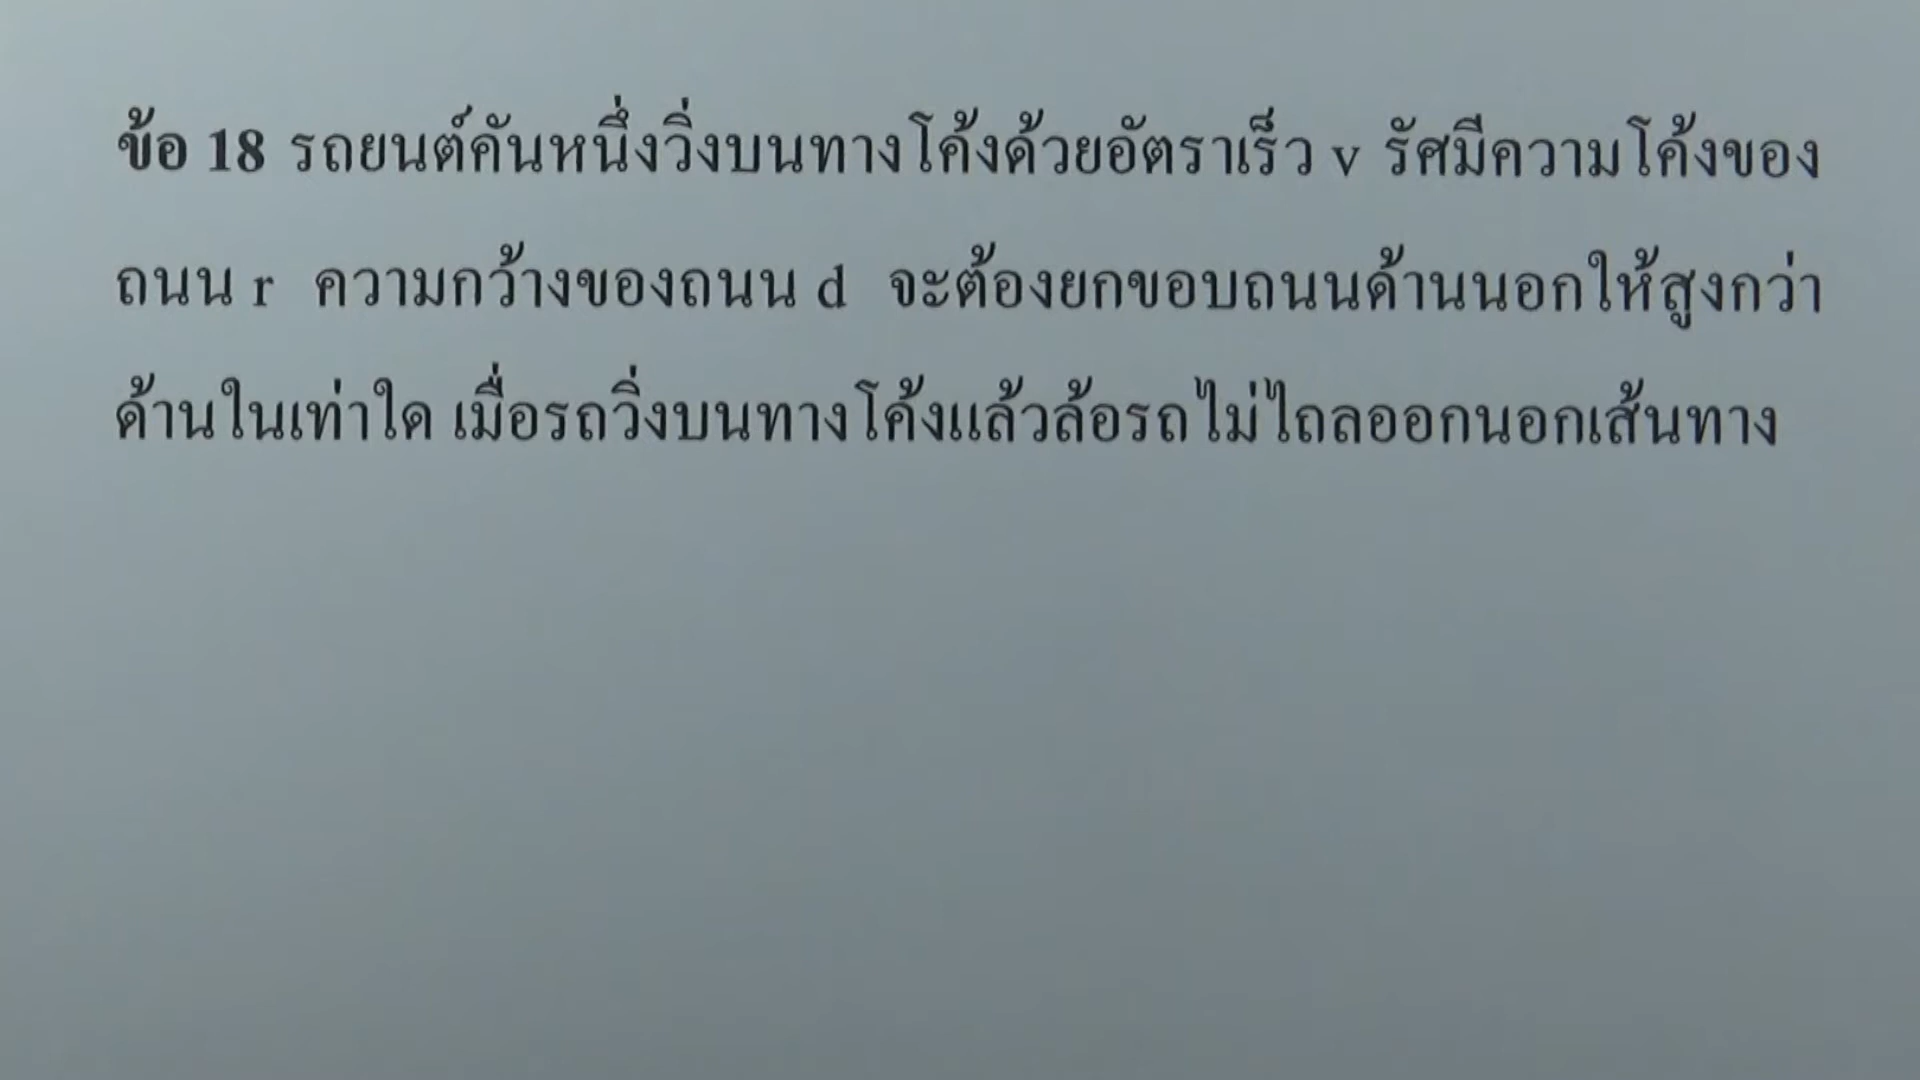 ข้อ 18 รถยนต์คันหนึ่งวิ่งบนทางโค้งด้วยอัตราเร็ว v รัศมีความโค้งของ
ถนน r ความกว้างของถนน d จะต้องยกขอบถนนด้านนอกให้สูงกว่า
ด้านในเท่าใด เมื่อรถวิ่งบนทางโค้งแล้วล้อรถไม่ไถลออกนอกเส้นทาง